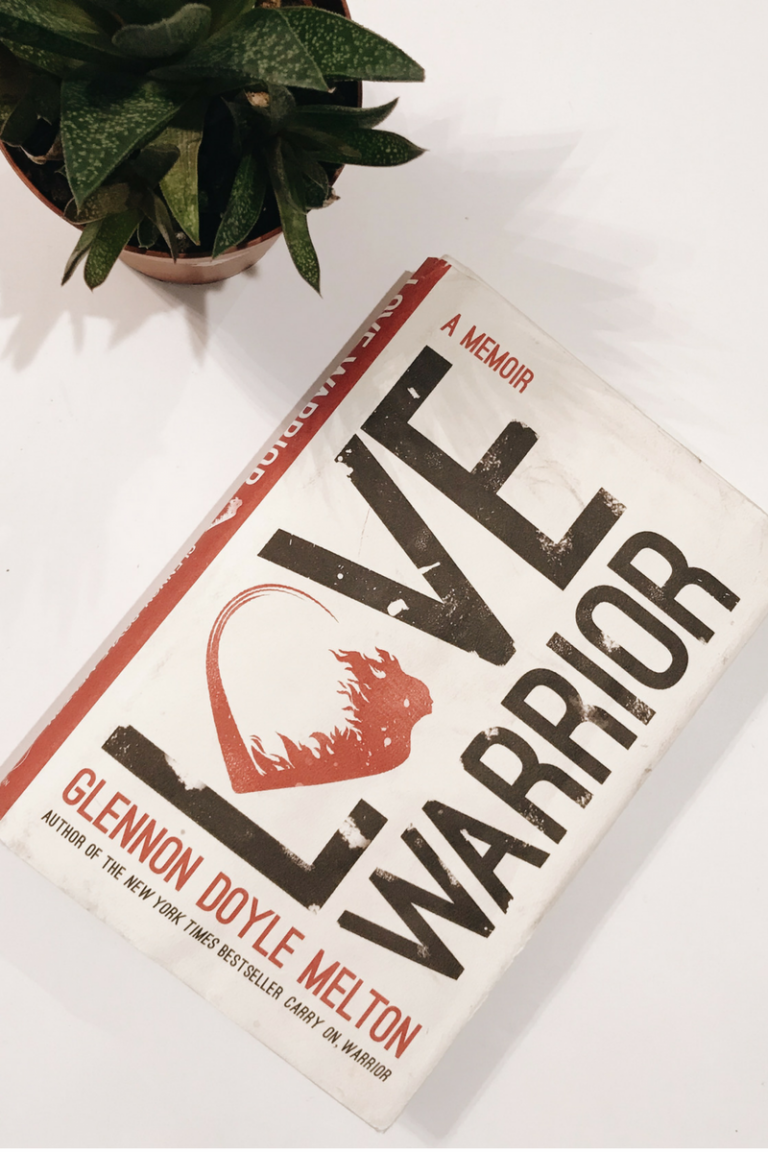 A MEMOIR
LOVE
WARRIOR
GLENNON DOYLE MELTON
AUTHOR OF THE NEW YORK TIMES BESTSELLER CARRY ON, WARRIOR
LOVE WARRIOR